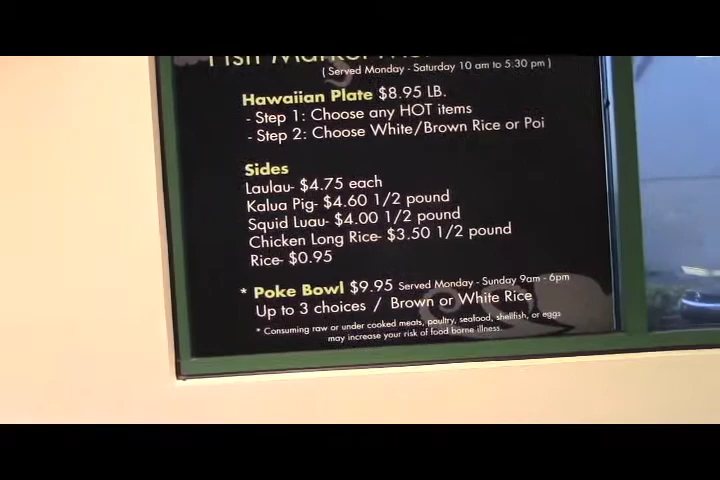 Fish Market
( Served Monday - Saturday 10 am to 5:30 pm )
Hawaiian Plate $8.95 LB.
- Step 1: Choose any HOT items
- Step 2: Choose White/Brown Rice or Poi
Sides
Laulau- $4.75 each
Kalua Pig- $4.60 1/2 pound
Squid Luau- $4.00 1/2 pound
Chicken Long Rice- $3.50 1/2 pound
Rice- $0.95
* Poke Bowl $9.95 Served Monday - Sunday 9am - 6pm
Up to 3 choices / Brown or White Rice
* Consuming raw or under cooked meats, poultry, seafood, shellfish, or eggs
may increase your risk of food borne illness.